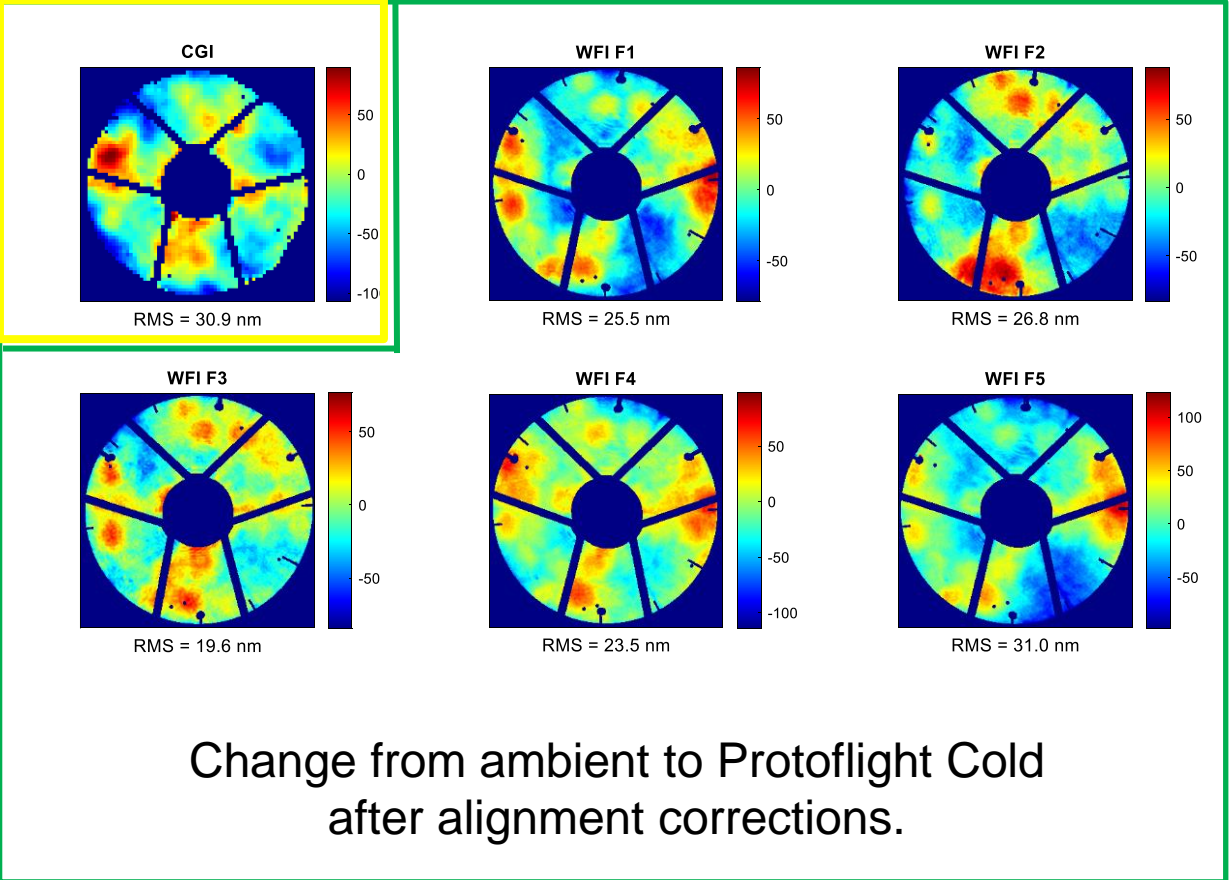 CGI
50
0
-50
-10
RMS = 30.9 nm
WFI F1
50
0
-50
RMS = 25.5 nm
WFI F2
50
0
-50
RMS = 26.8 nm
WFI F3
50
0
-50
RMS = 19.6 nm
WFI F4
50
0
-50
-100
RMS = 23.5 nm
WFI F5
100
50
0
-50
RMS = 31.0 nm
Change from ambient to Protoflight Cold
after alignment corrections.